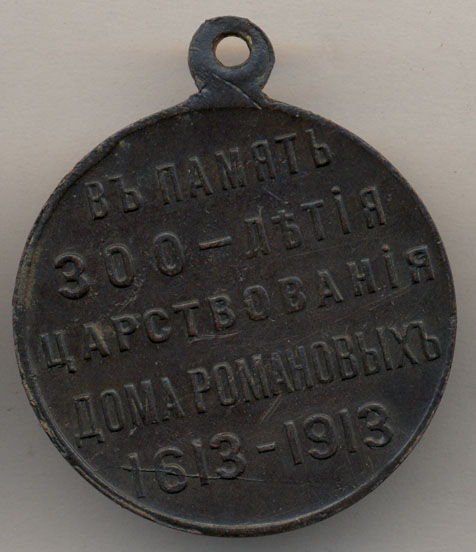 ВЪ ПАМЯТЬ
300-ЛѢТІЯ
ЦАРСТВОВАНІЯ
ДОМА РОМАНОВЫХЪ
1613-1913